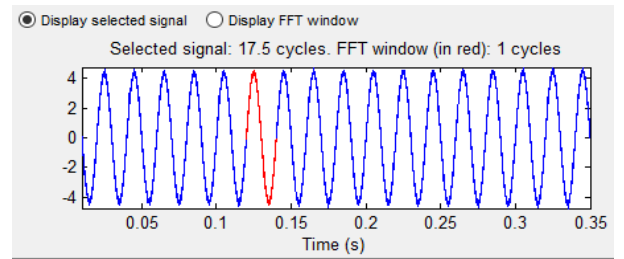 Display selected signal Display FFT window
Selected signal: 17.5 cycles. FFT window (in red): 1 cycles
4
2
0
-2
-4
0.05 0.1 0.15 0.2 0.25 0.3 0.35
Time (s)